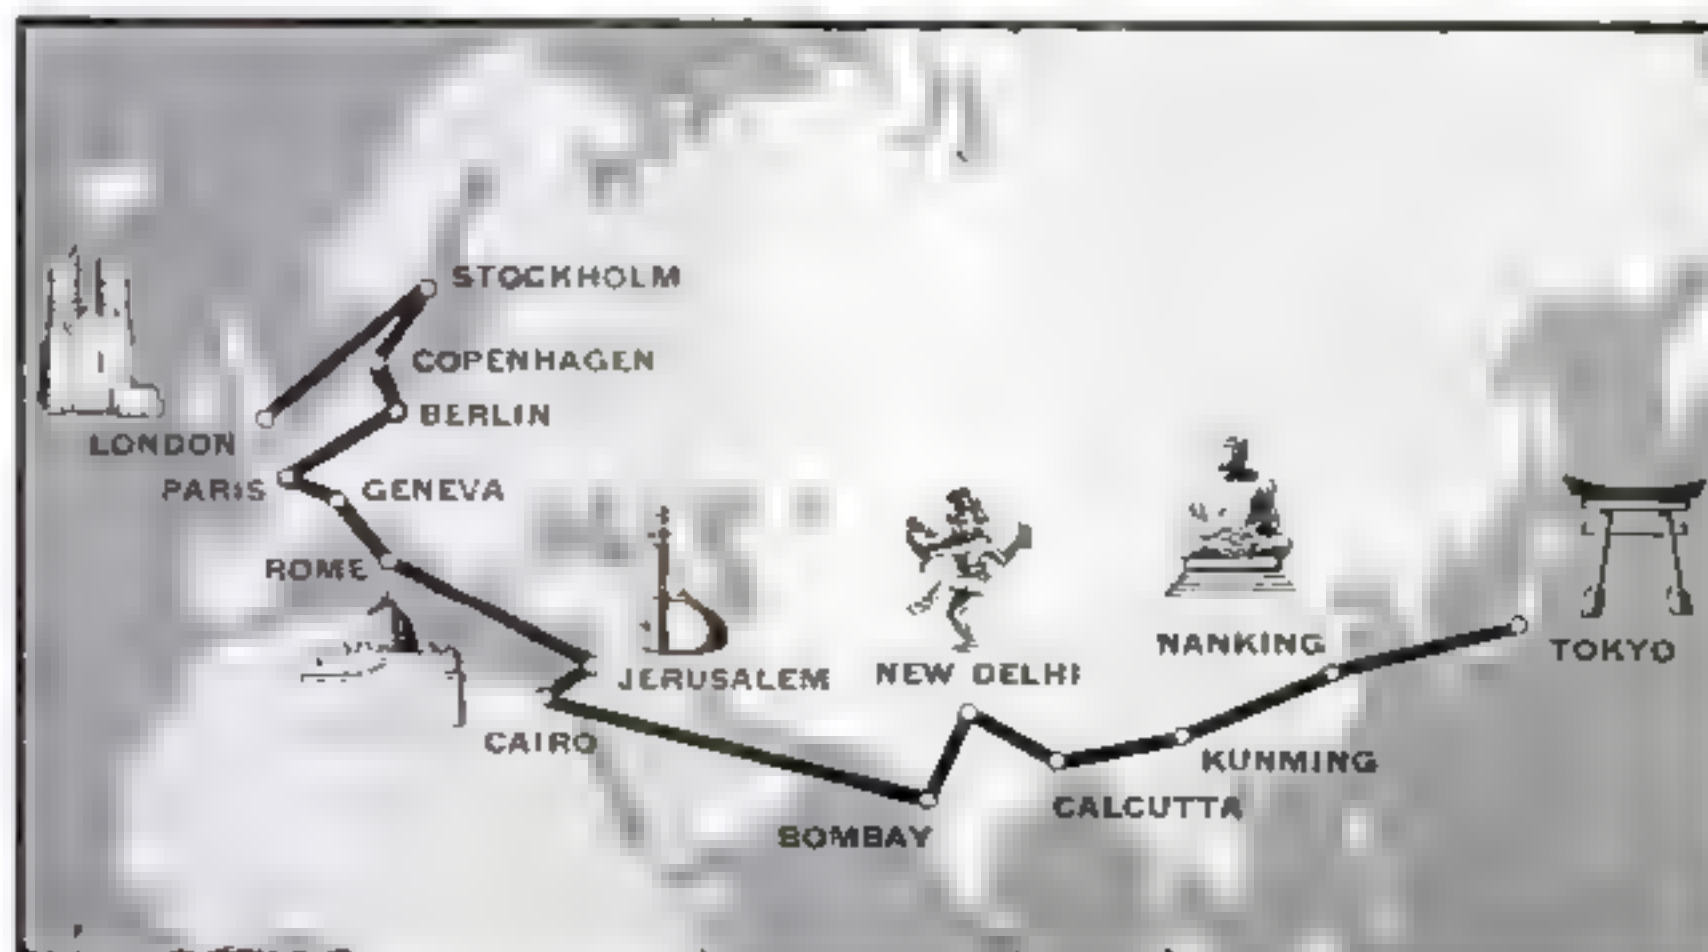 STOCKHOLM
COPENHAGEN
BERLIN
LONDON
PARIS
GENEVA
ROME
JERUSALEM
CAIRO
NEW DELHI
BOMBAY
CALCUTTA
KUNMING
NANKING
TOKYO